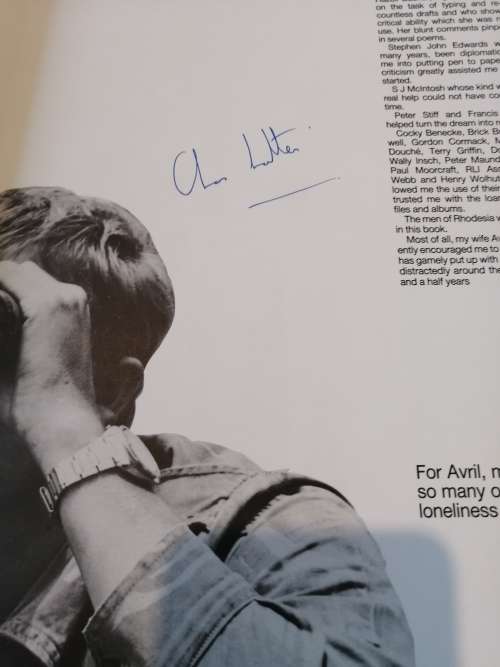 on the task of typing and re-
countless drafts and who show
critical ability which she was
use. Her blunt comments pinp
in several poems.
Stephen John Edwards w
many years, been diplomatic
me into putting pen to pape
criticism greatly assisted me
started.
S J McIntosh whose kind
real help could not have co
time.
Peter Stiff and Francis
helped turn the dream into r
Cocky Benecke, Brick B
well, Gordon Cormack, M
Douché, Terry Griffin, D
Wally Insch, Peter Maund
Paul Moorcraft, RLI Ass
Webb and Henry Wolhut
lowed me the use of their
trusted me with the loan
files and albums.
The men of Rhodesia w
in this book.
Most of all, my wife Av
ently encouraged me to
has gamely put up with
distractedly around the
and a half years
For Avril, m
so many o
loneliness